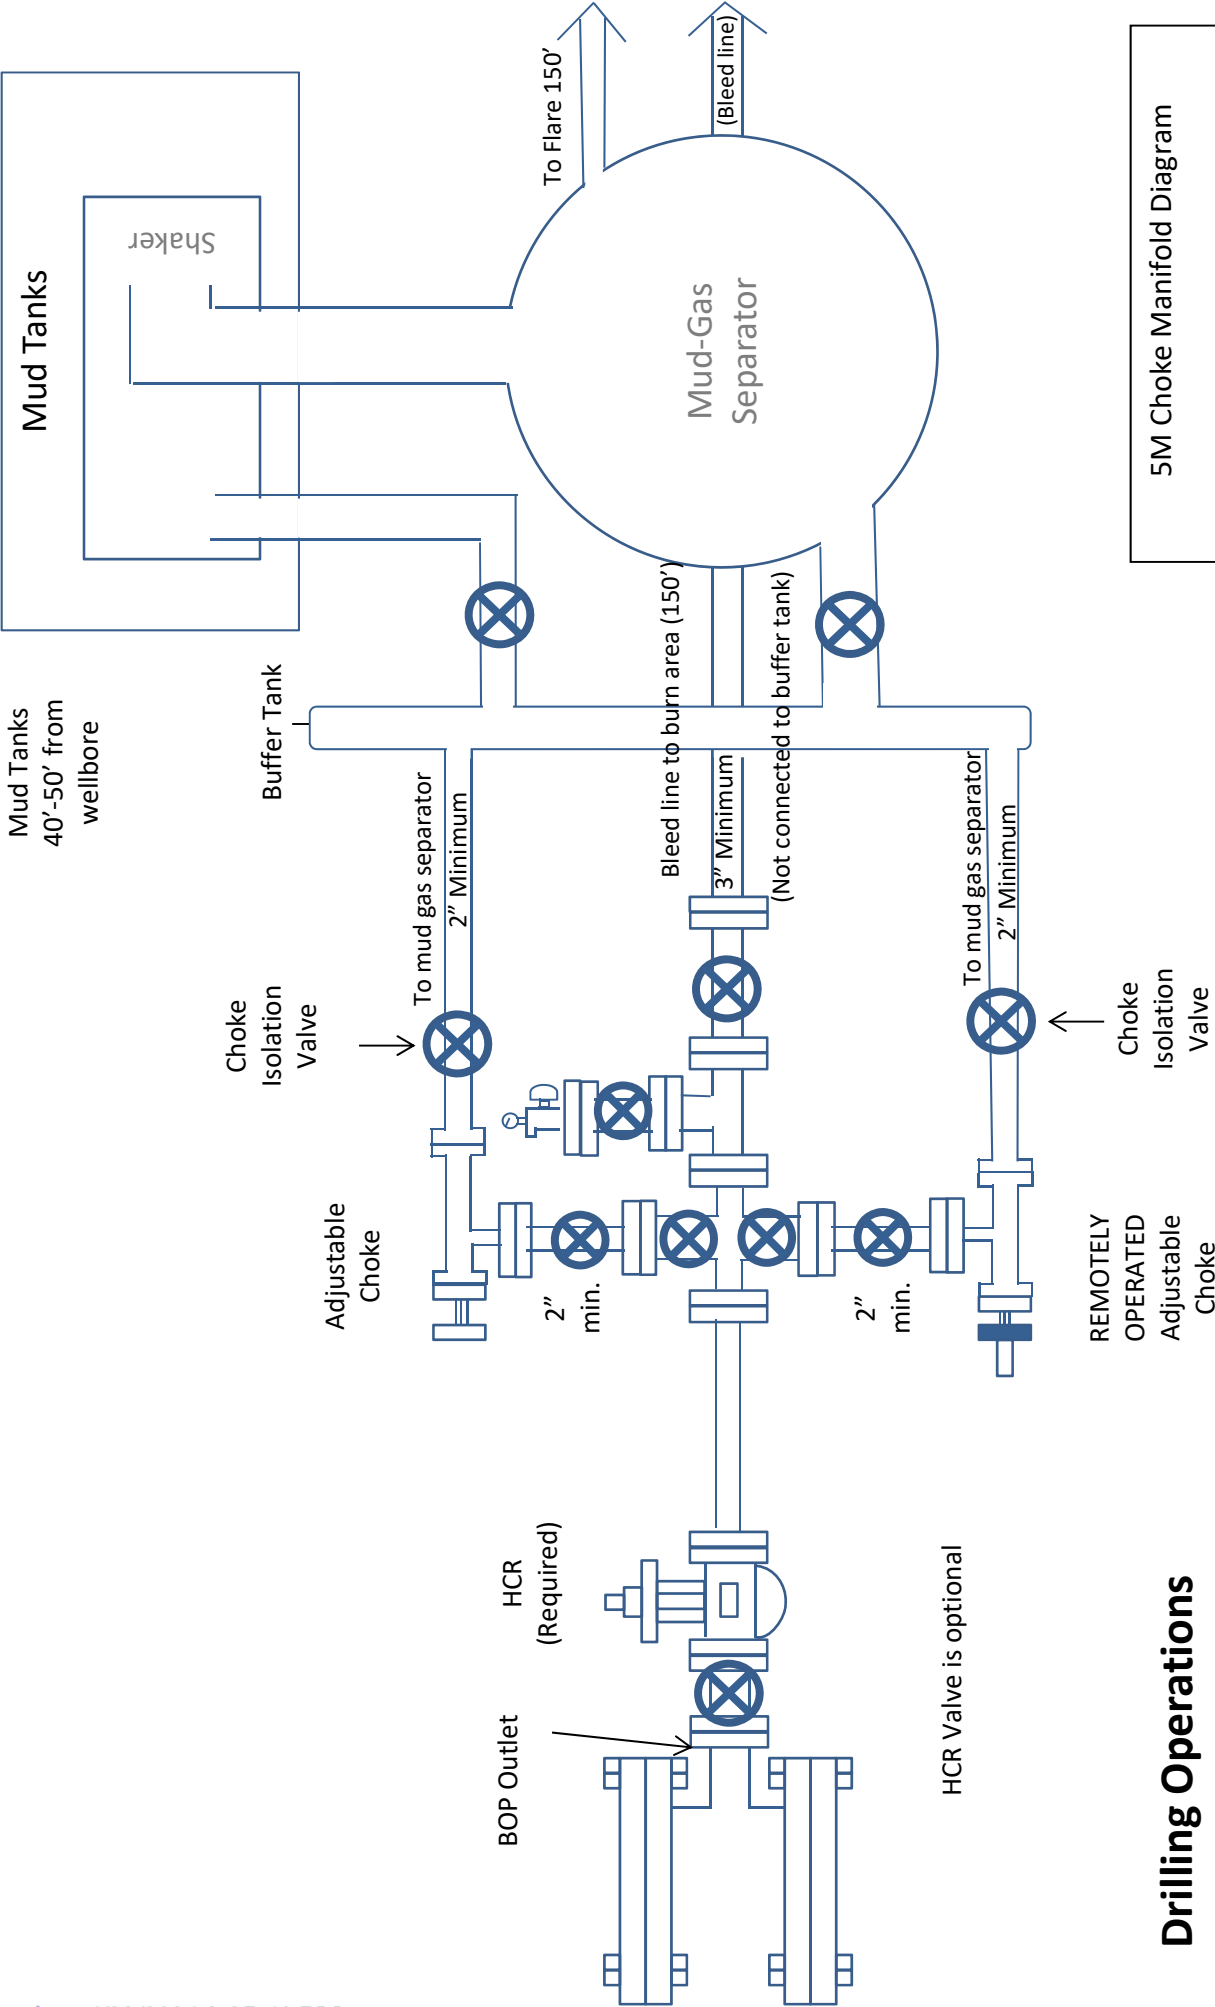 Mud Tanks
Shaker
To Flare 150’
(Bleed line)
Mud-Gas
Separator
5M Choke Manifold Diagram
Mud Tanks
40’-50’ from
wellbore
Buffer Tank
To mud gas separator
2” Minimum
Bleed line to burn area (150’)
3” Minimum
(Not connected to buffer tank)
To mud gas separator
2” Minimum
Choke
Isolation
Valve
Choke
Isolation
Valve
Adjustable
Choke
2”
min.
2”
min.
REMOTELY
OPERATED
Adjustable
Choke
HCR
(Required)
BOP Outlet
HCR Valve is optional
Drilling Operations